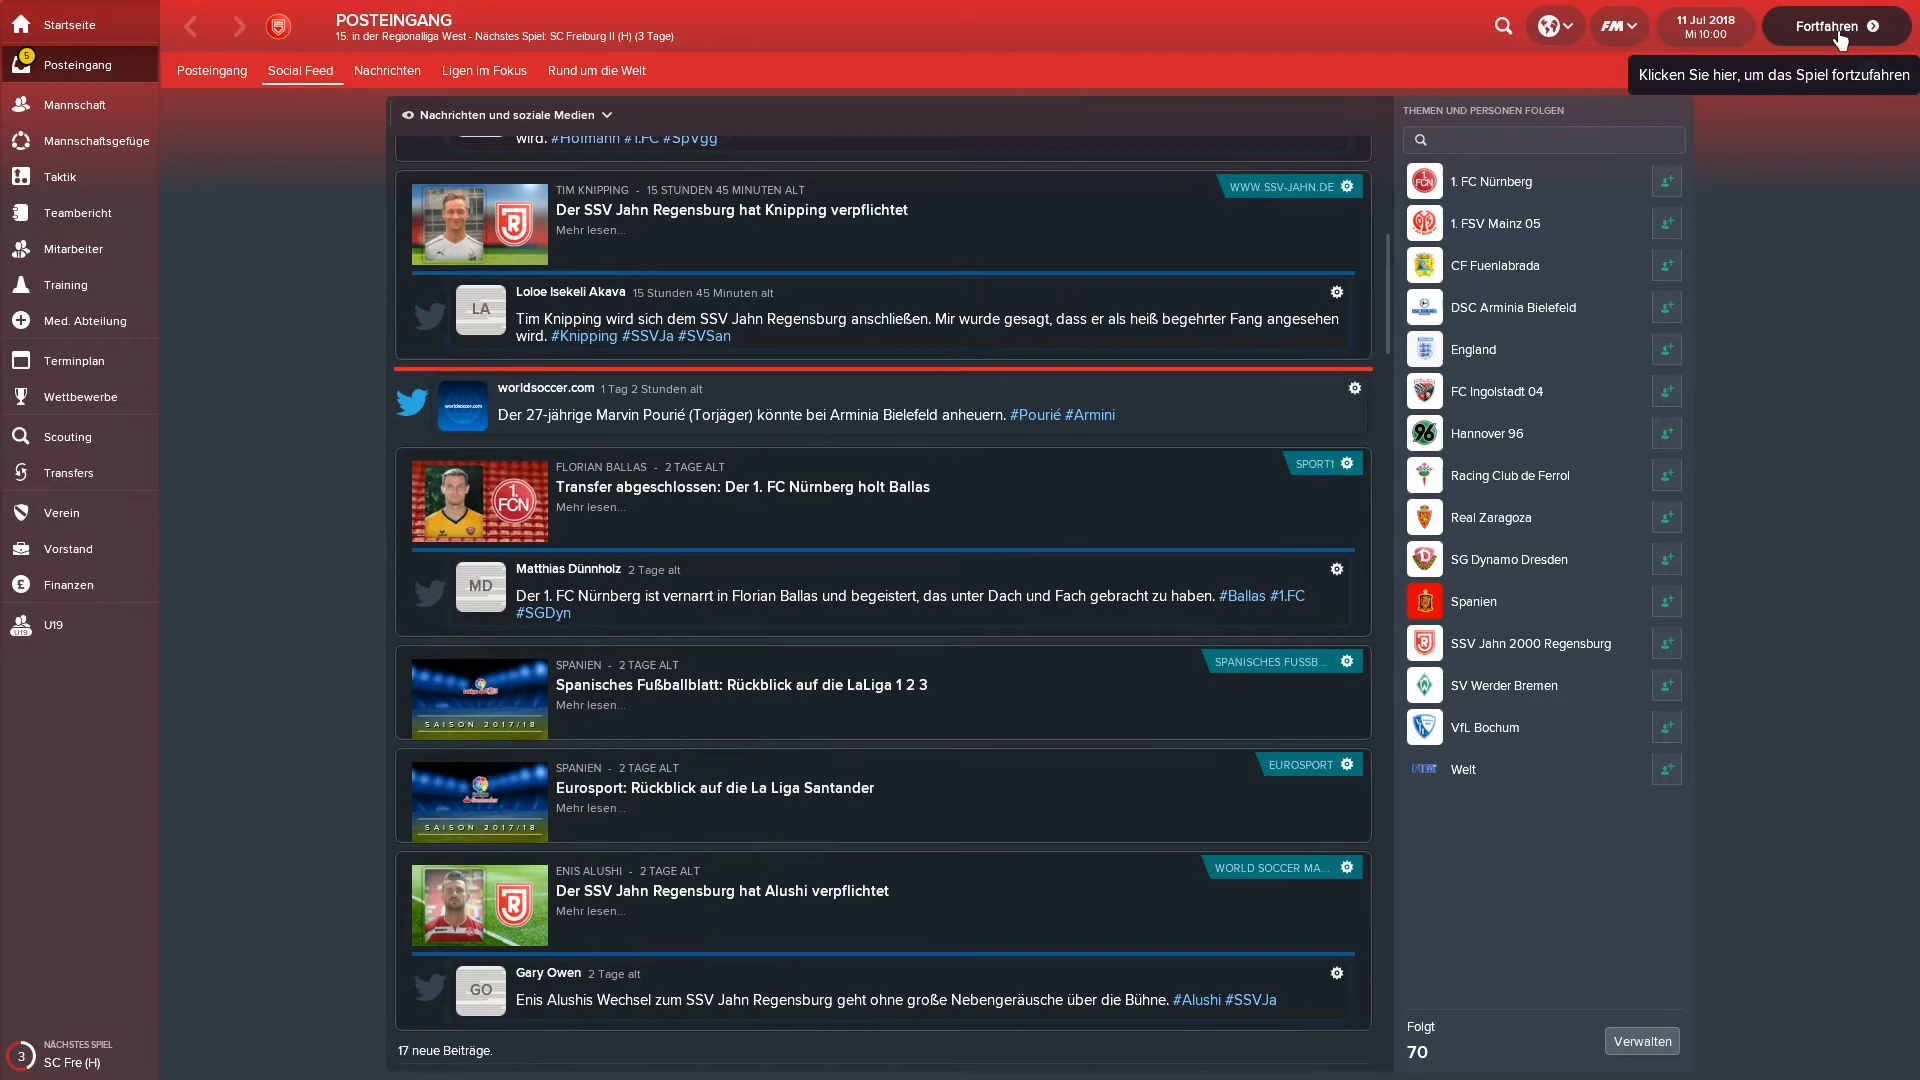 Startseite
5
Posteingang
Mannschaft
Mannschaftsgefüge
Taktik
Teambericht
Mitarbeiter
Training
Med. Abteilung
Terminplan
Wettbewerbe
Scouting
Transfers
Verein
Vorstand
Finanzen
U19
U19
3
NÄCHSTES SPIEL
SC Fre (H)
POSTEINGANG
15. in der Regionalliga West - Nächstes Spiel: SC Freiburg II (H) (3 Tage)
FM
11 Jul 2018
Mi 10:00
Fortfahren
Klicken Sie hier, um das Spiel fortzufahren
Posteingang
Social Feed
Nachrichten
Ligen im Fokus
Rund um die Welt
Nachrichten und soziale Medien
wird. #Hofmann #1.FC #SpVgg
TIM KNIPPING - 15 STUNDEN 45 MINUTEN ALT
WWW.SSV-JAHN.DE
Der SSV Jahn Regensburg hat Knipping verpflichtet
Mehr lesen...
LA
Loloe Isekeli Akava 15 Stunden 45 Minuten alt
Tim Knipping wird sich dem SSV Jahn Regensburg anschließen. Mir wurde gesagt, dass er als heiß begehrter Fang angesehen
wird. #Knipping #SSVJa #SVSan
worldsoccer.com
worldsoccer.com 1 Tag 2 Stunden alt
Der 27-jährige Marvin Pourié (Torjäger) könnte bei Arminia Bielefeld anheuern. #Pourié #Armini
FLORIAN BALLAS - 2 TAGE ALT
SPORT1
Transfer abgeschlossen: Der 1. FC Nürnberg holt Ballas
Mehr lesen...
1.
FCN
MD
Matthias Dünnholz 2 Tage alt
Der 1. FC Nürnberg ist vernarrt in Florian Ballas und begeistert, das unter Dach und Fach gebracht zu haben. #Ballas #1.FC
#SGDyn
SPANIEN - 2 TAGE ALT
SPANISCHES FUSSB...
Spanisches Fußballblatt: Rückblick auf die LaLiga 1 2 3
Mehr lesen...
SAISON 2017/18
SPANIEN - 2 TAGE ALT
EUROSPORT
Eurosport: Rückblick auf die La Liga Santander
Mehr lesen...
SAISON 2017/18
ENIS ALUSHI - 2 TAGE ALT
WORLD SOCCER MA...
Der SSV Jahn Regensburg hat Alushi verpflichtet
Mehr lesen...
GO
Gary Owen 2 Tage alt
Enis Alushis Wechsel zum SSV Jahn Regensburg geht ohne große Nebengeräusche über die Bühne. #Alushi #SSVJa
17 neue Beiträge.
THEMEN UND PERSONEN FOLGEN
1. FC Nürnberg
1. FSV Mainz 05
CF Fuenlabrada
DSC Arminia Bielefeld
England
FC Ingolstadt 04
Hannover 96
Racing Club de Ferrol
Real Zaragoza
SG Dynamo Dresden
Spanien
SSV Jahn 2000 Regensburg
SV Werder Bremen
VfL Bochum
FIFA
Welt
Folgt
70
Verwalten